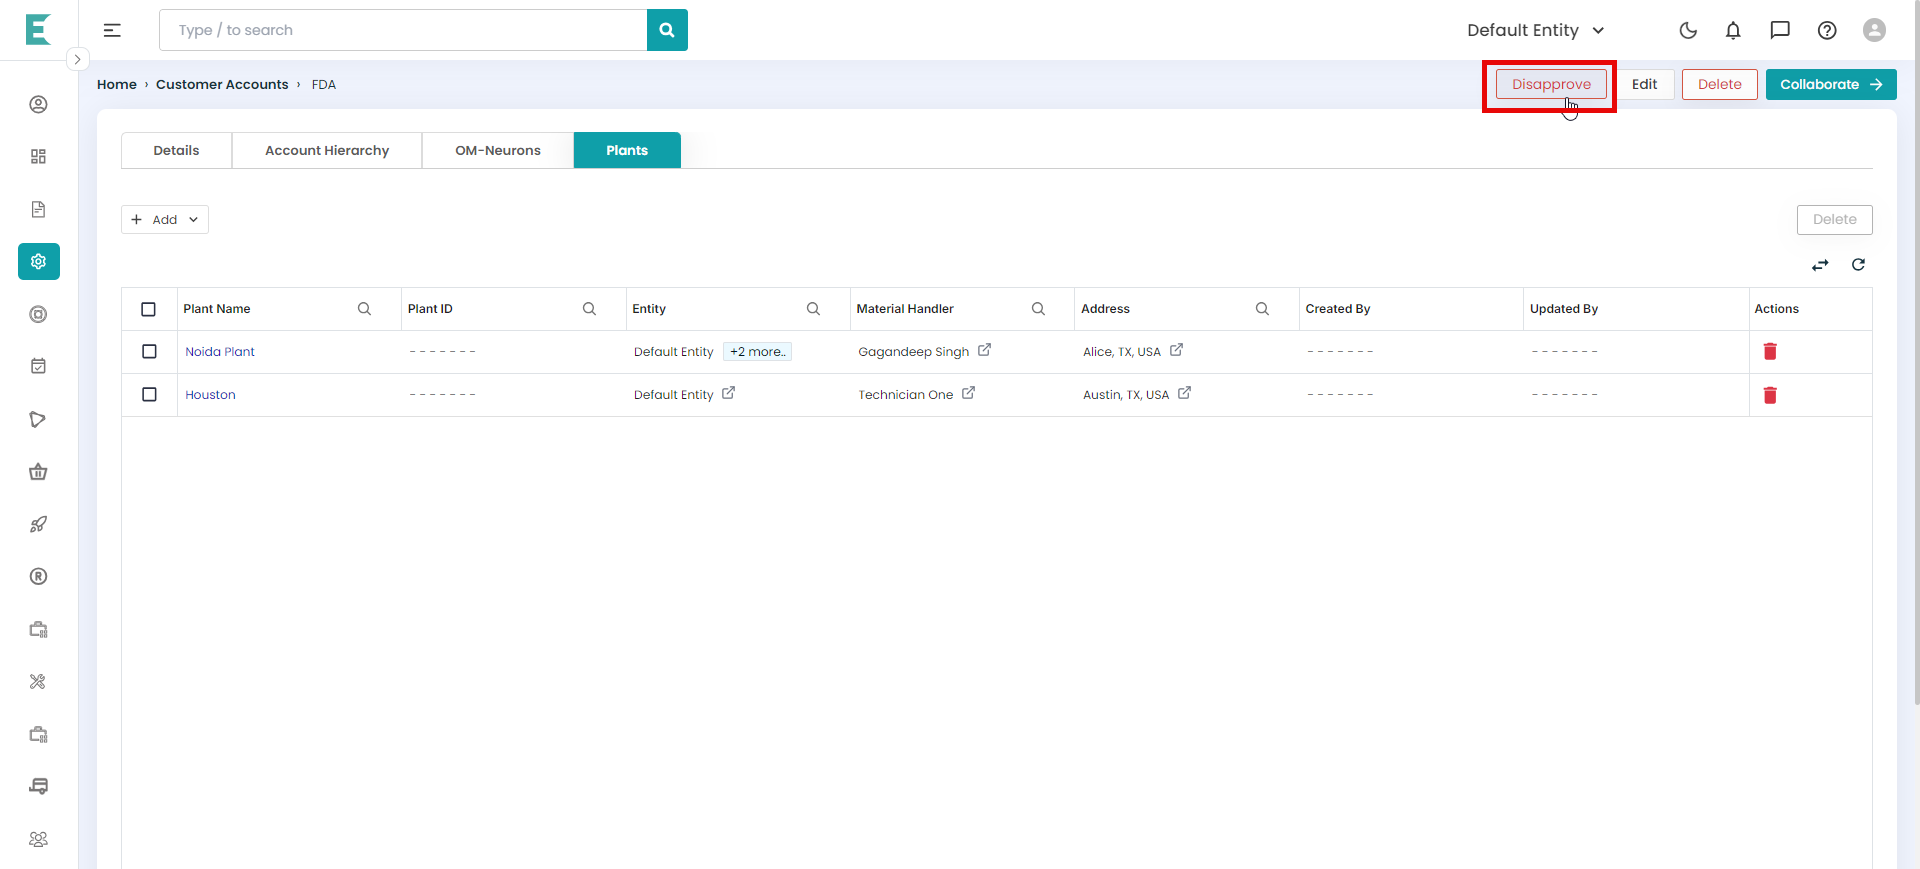 Type / to search
Default Entity
Home › Customer Accounts › FDA
Disapprove
Edit
Delete
Collaborate
Details
Account Hierarchy
OM-Neurons
Plants
+ Add
Delete
Plant Name Plant ID Entity Material Handler Address Created By Updated By Actions
Noida Plant ------- Default Entity +2 more.. Gagandeep Singh Alice, TX, USA ------- -------
Houston ------- Default Entity Technician One Austin, TX, USA ------- -------